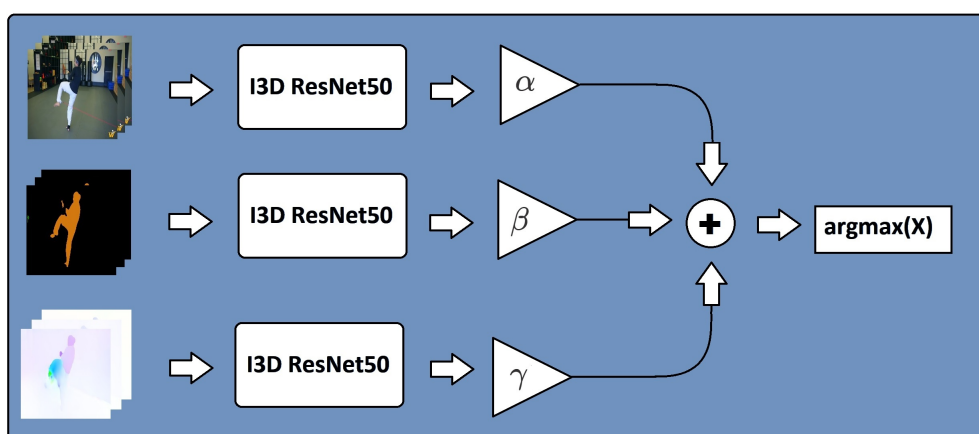 I3D ResNet50
α
I3D ResNet50
β
+
argmax(X)
I3D ResNet50
γ